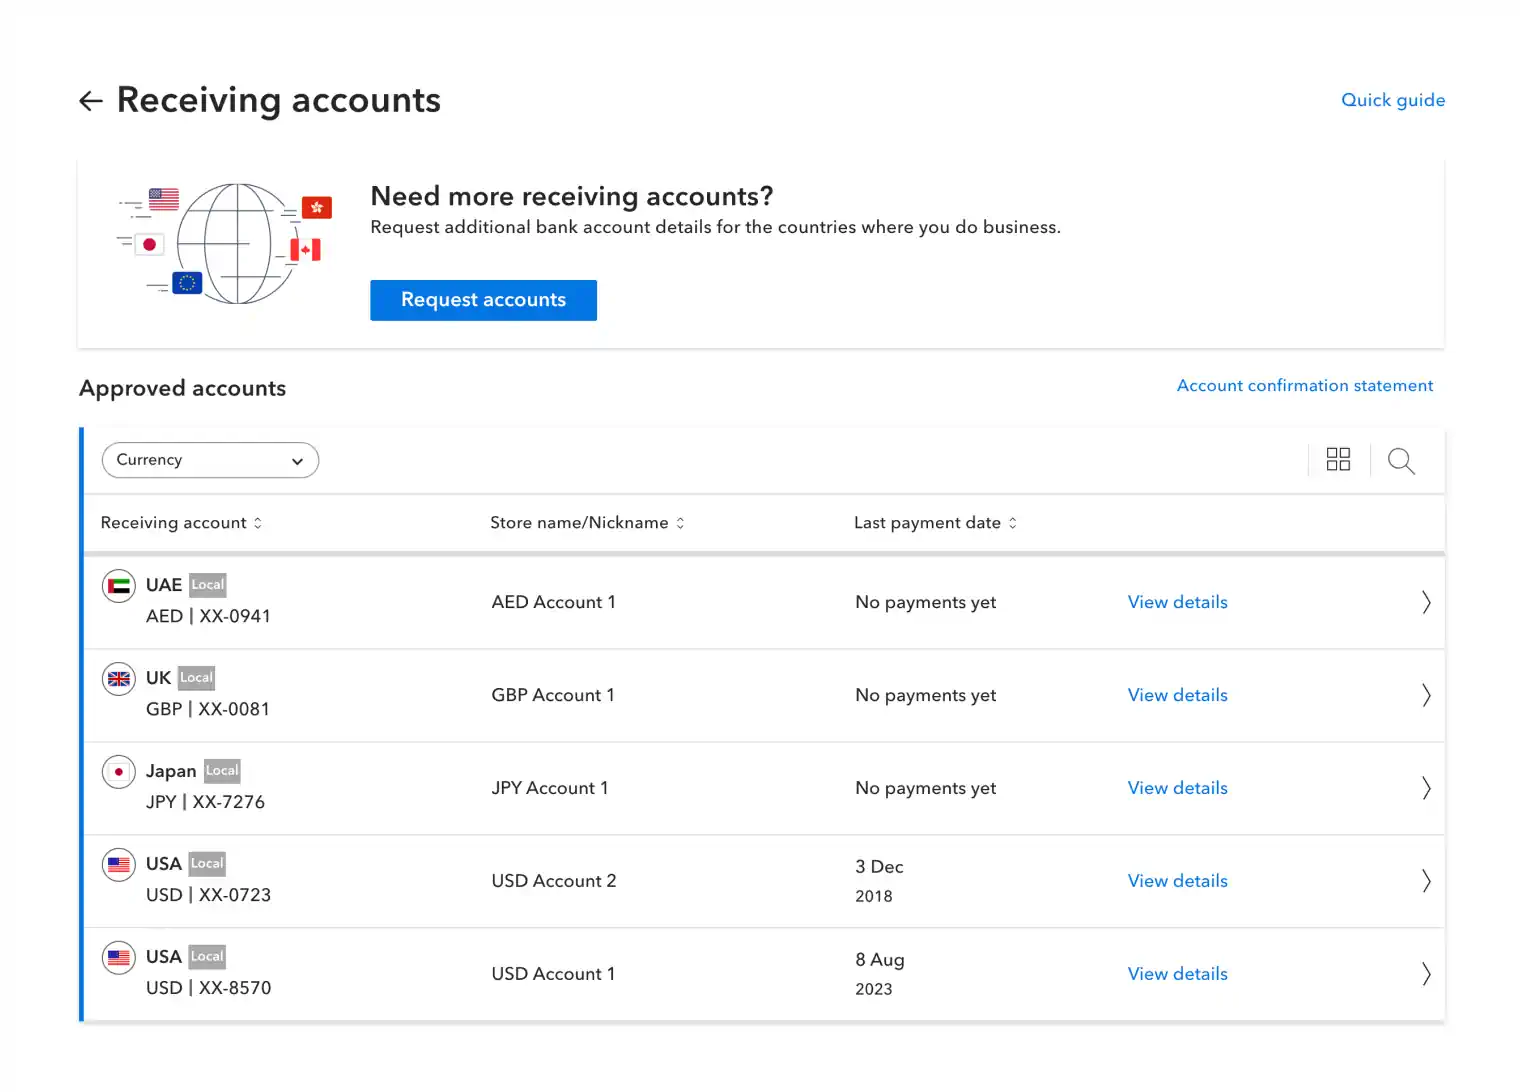 Receiving accounts
Quick guide
Need more receiving accounts?
Request additional bank account details for the countries where you do business.
Request accounts
Approved accounts
Account confirmation statement
Currency
Receiving account
Store name/Nickname
Last payment date
UAE Local
AED | XX-0941
AED Account 1
No payments yet
View details
UK Local
GBP | XX-0081
GBP Account 1
No payments yet
View details
Japan Local
JPY | XX-7276
JPY Account 1
No payments yet
View details
USA Local
USD | XX-0723
USD Account 2
3 Dec
2018
View details
USA Local
USD | XX-8570
USD Account 1
8 Aug
2023
View details